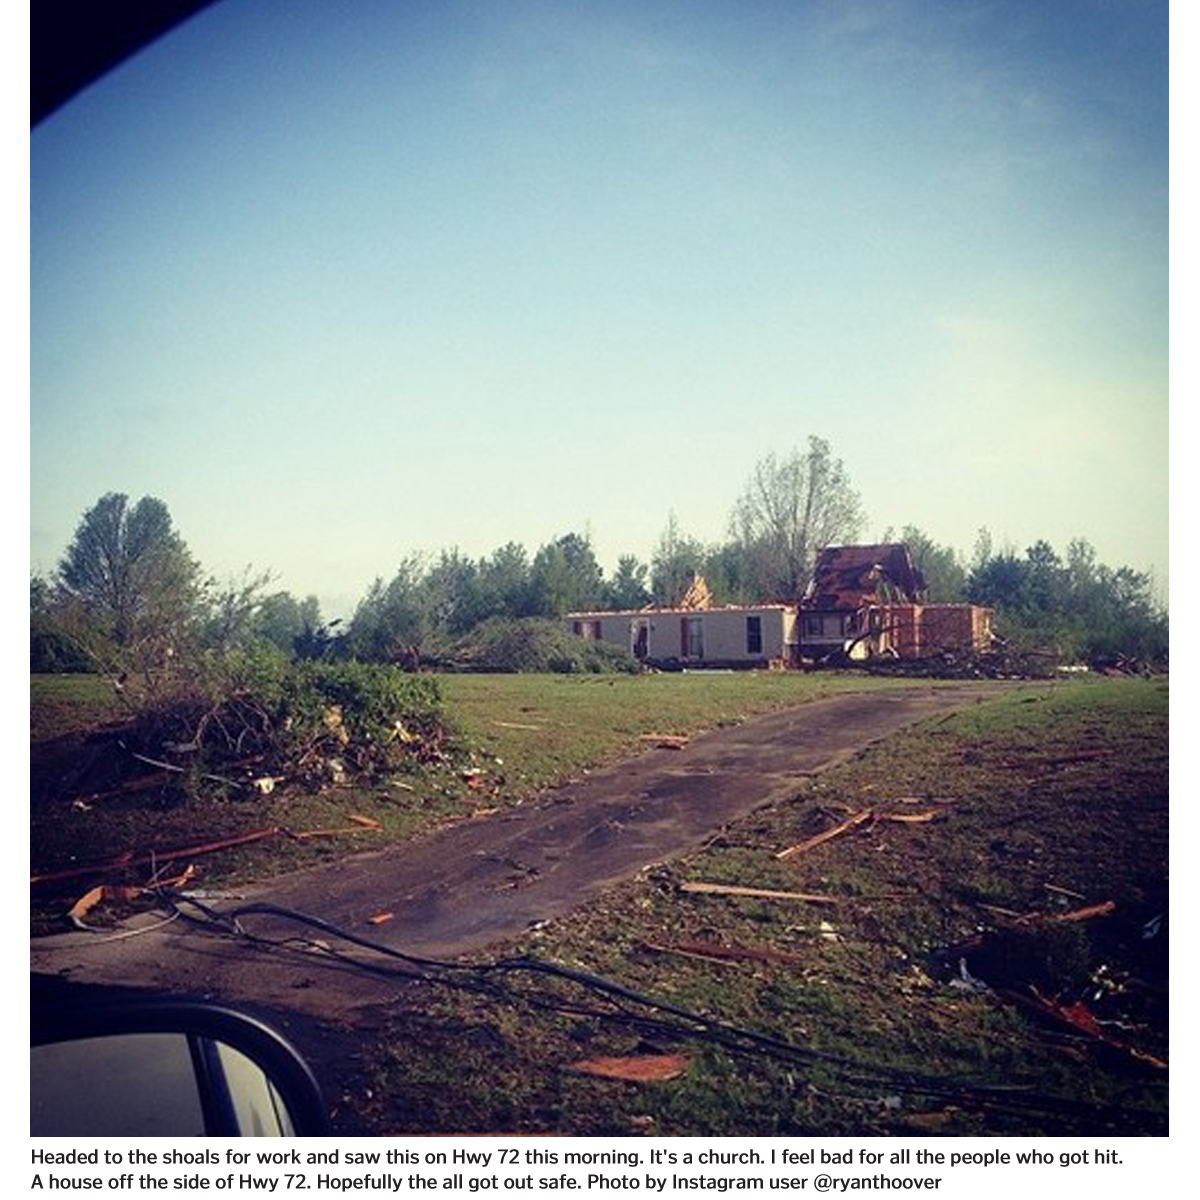 Headed to the shoals for work and saw this on Hwy 72 this morning. It's a church. I feel bad for all the people who got hit.
A house off the side of Hwy 72. Hopefully the all got out safe. Photo by Instagram user @ryanthoover